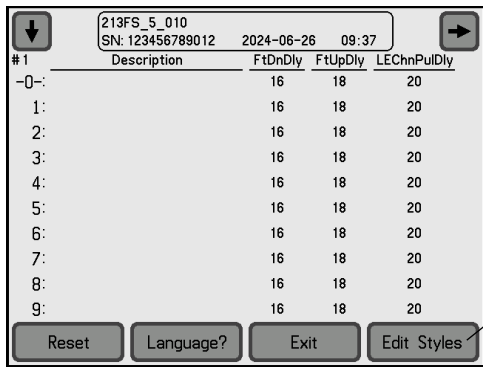 213FS_5_010
SN: 123456789012 2024-06-26 09:37
#1 Description FtDnDly FtUpDly LEChnPulDly
-0-: 16 18 20
1: 16 18 20
2: 16 18 20
3: 16 18 20
4: 16 18 20
5: 16 18 20
6: 16 18 20
7: 16 18 20
8: 16 18 20
9: 16 18 20
Reset Language? Exit Edit Styles